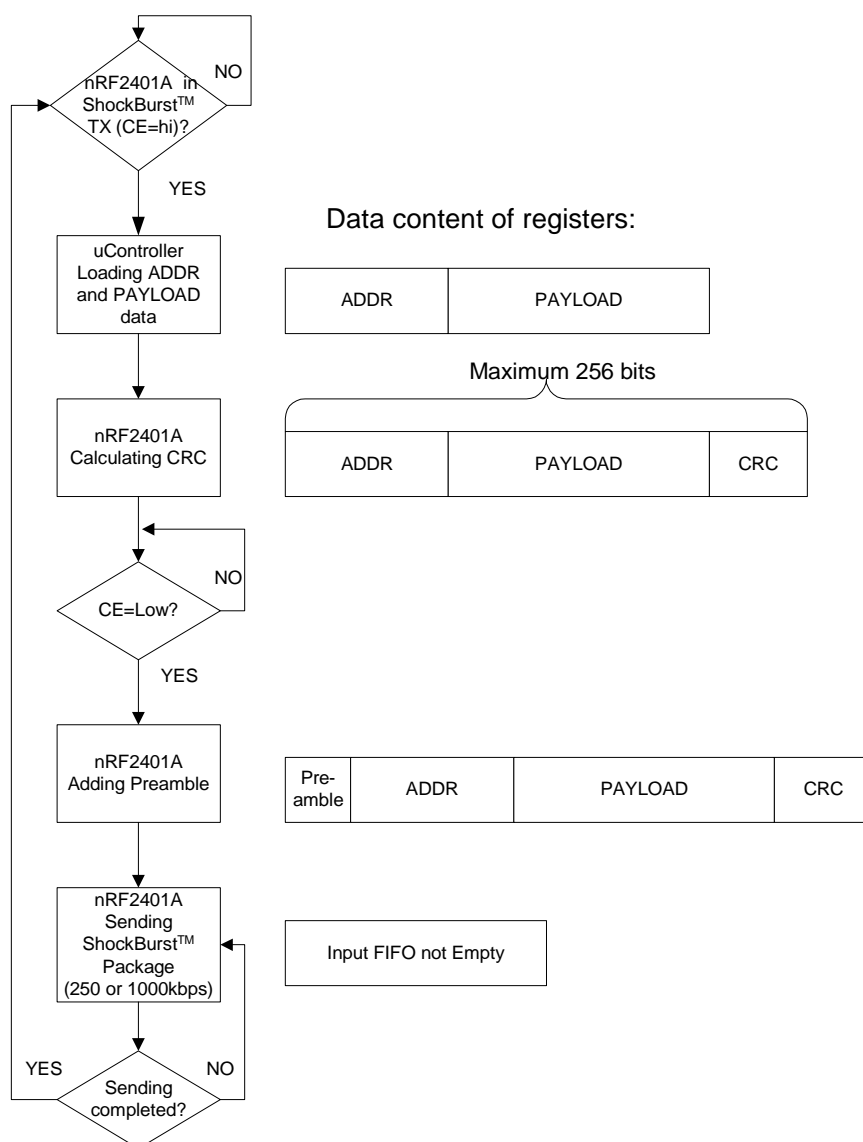 nRF2401A in
ShockBurst™
TX (CE=hi)?
NO
YES
Data content of registers:
uController
Loading ADDR
and PAYLOAD
data
ADDR
PAYLOAD
Maximum 256 bits
nRF2401A
Calculating CRC
ADDR
PAYLOAD
CRC
NO
CE=Low?
YES
nRF2401A
Adding Preamble
Pre-
amble
ADDR
PAYLOAD
CRC
nRF2401A
Sending
ShockBurst™
Package
(250 or 1000kbps)
Input FIFO not Empty
YES
NO
Sending
completed?